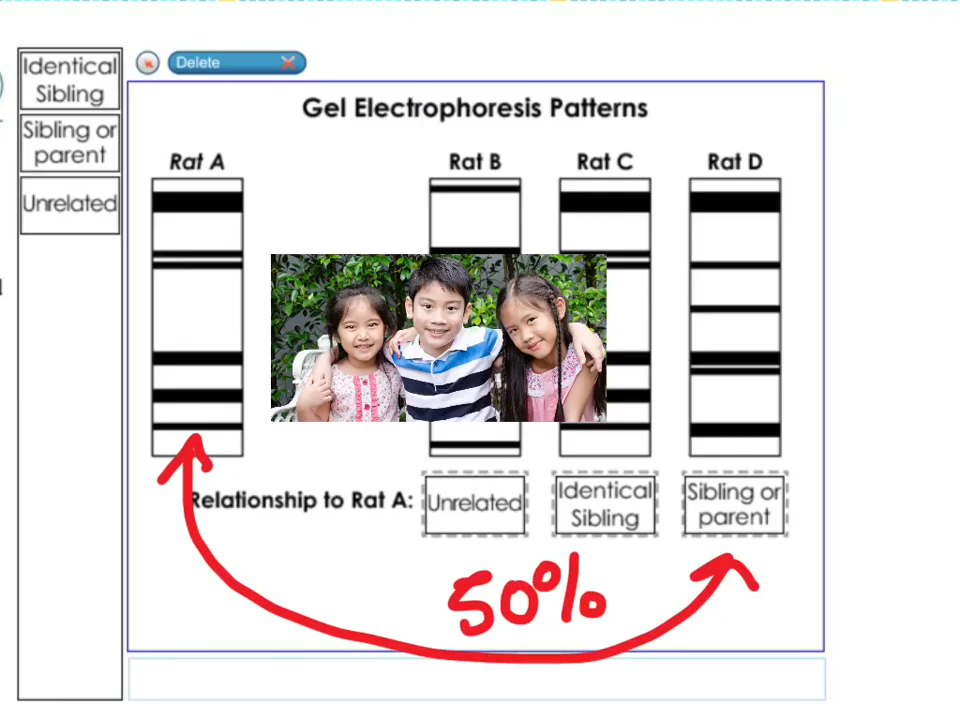 Identical
Sibling
Sibling or
parent
Unrelated
Delete
Gel Electrophoresis Patterns
Rat A
Rat B
Rat C
Rat D
Relationship to Rat A:
Unrelated
Identical
Sibling
Sibling or
parent
50%